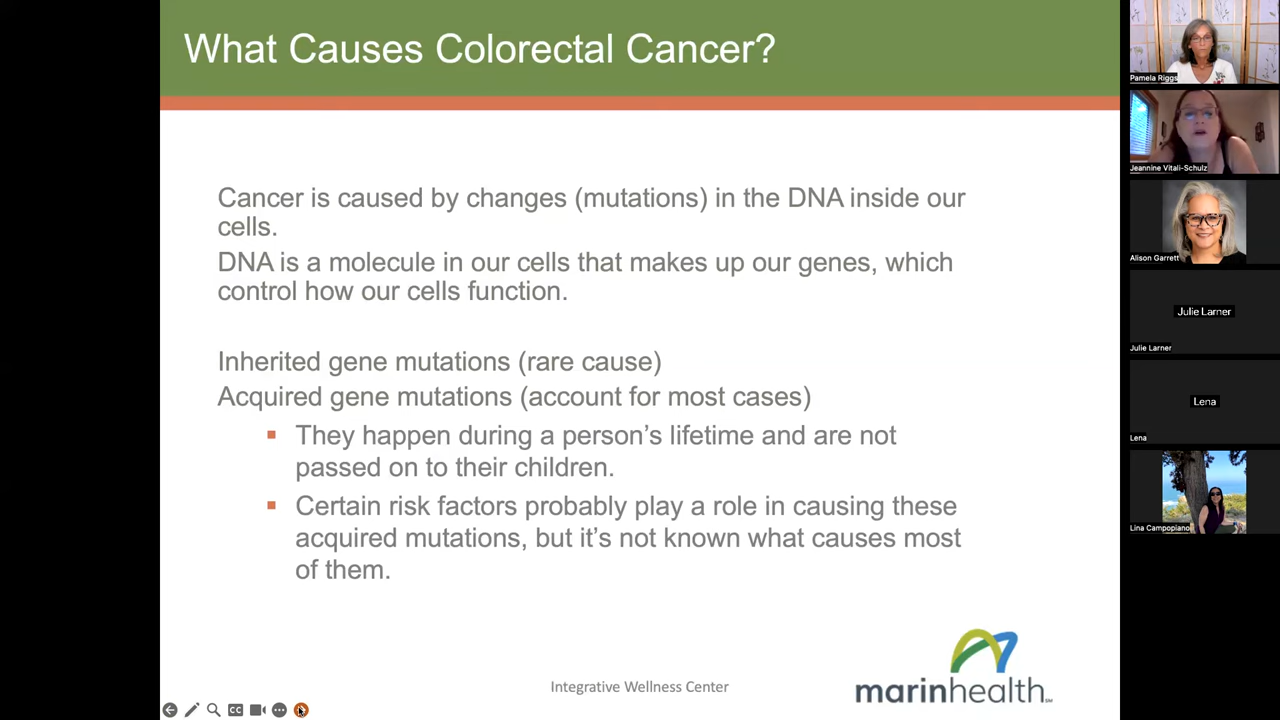 What Causes Colorectal Cancer?
Cancer is caused by changes (mutations) in the DNA inside our
cells.
DNA is a molecule in our cells that makes up our genes, which
control how our cells function.
Inherited gene mutations (rare cause)
Acquired gene mutations (account for most cases)
They happen during a person's lifetime and are not
passed on to their children.
Certain risk factors probably play a role in causing these
acquired mutations, but it's not known what causes most
of them.
Integrative Wellness Center
marinhealth
SM
CC
Pamela Riggs
Jeannine Vitali-Schulz
Alison Garrett
Julie Larner
Julie Larner
Lena
Lena
Lina Campopiano